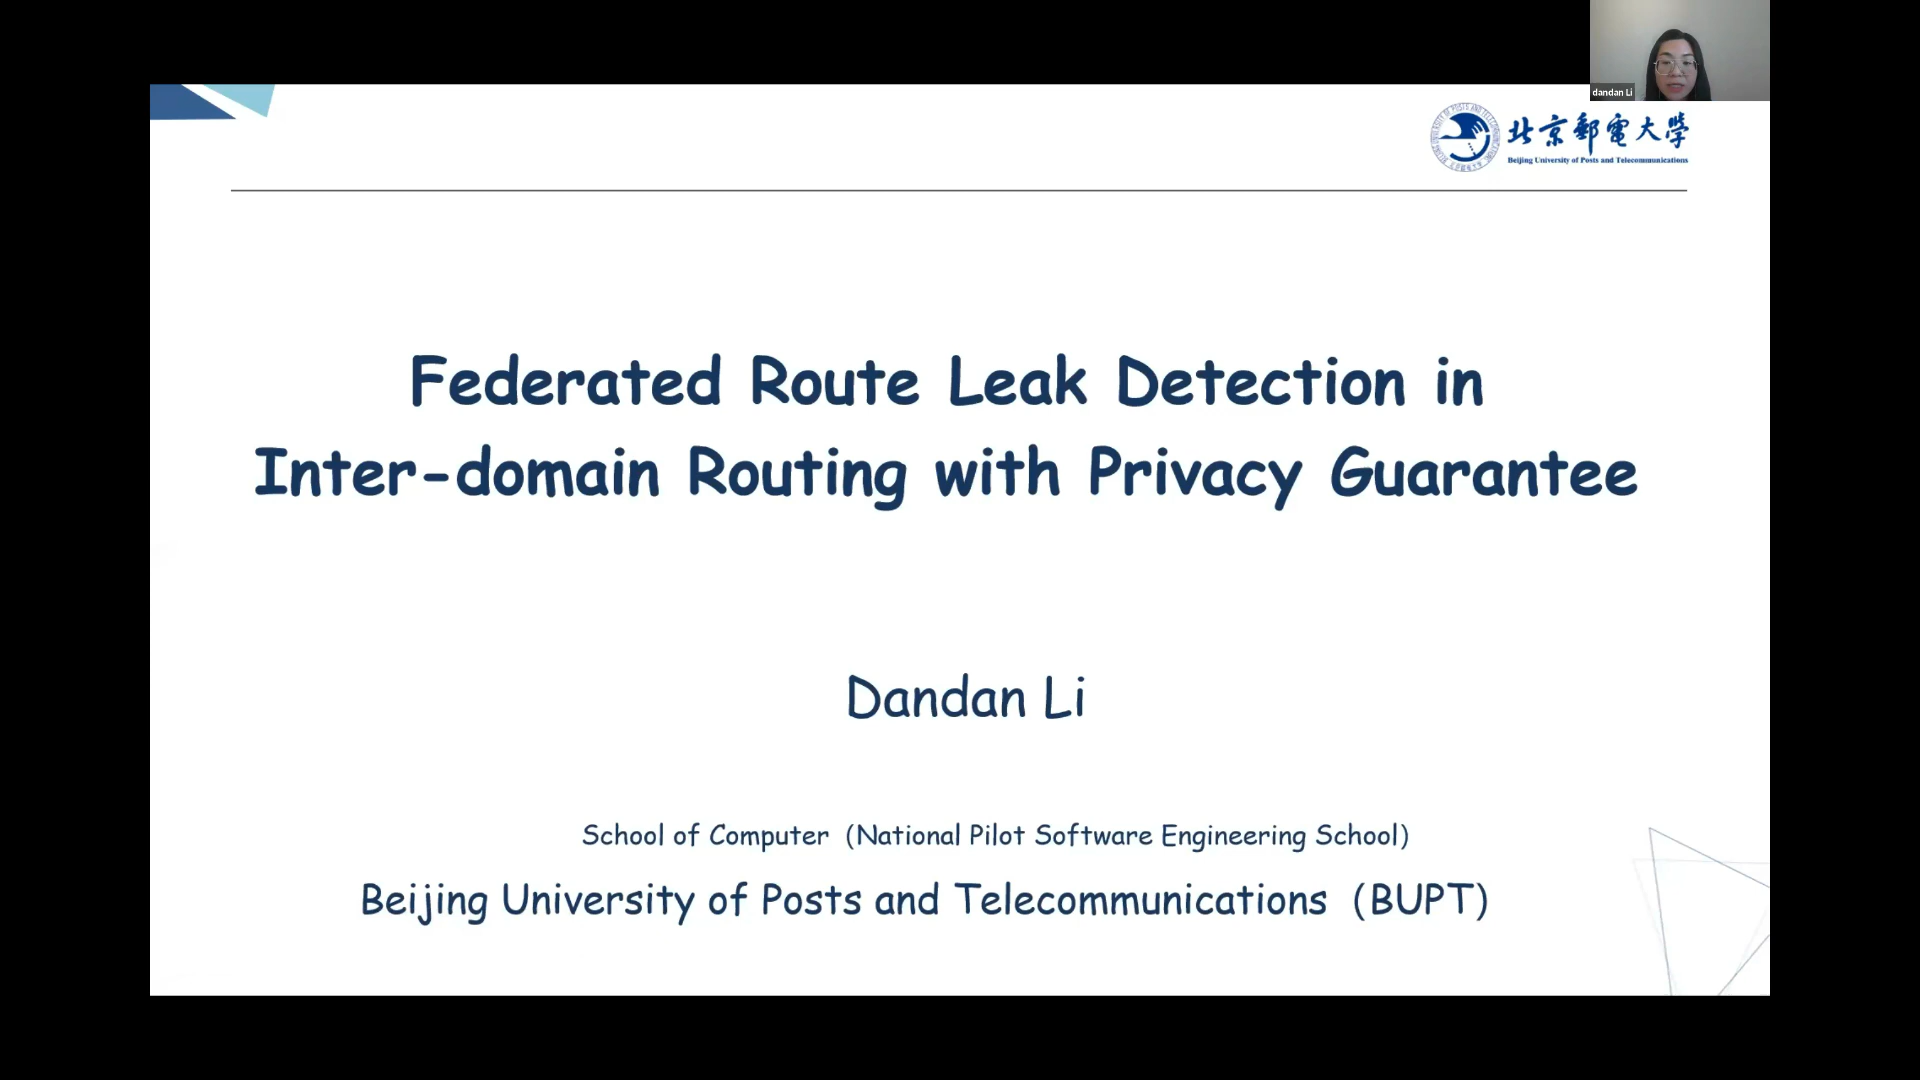 dandan Li
北京郵電大學
Beijing University of Posts and Telecommunications
Federated Route Leak Detection in
Inter-domain Routing with Privacy Guarantee
Dandan Li
School of Computer (National Pilot Software Engineering School)
Beijing University of Posts and Telecommunications (BUPT)